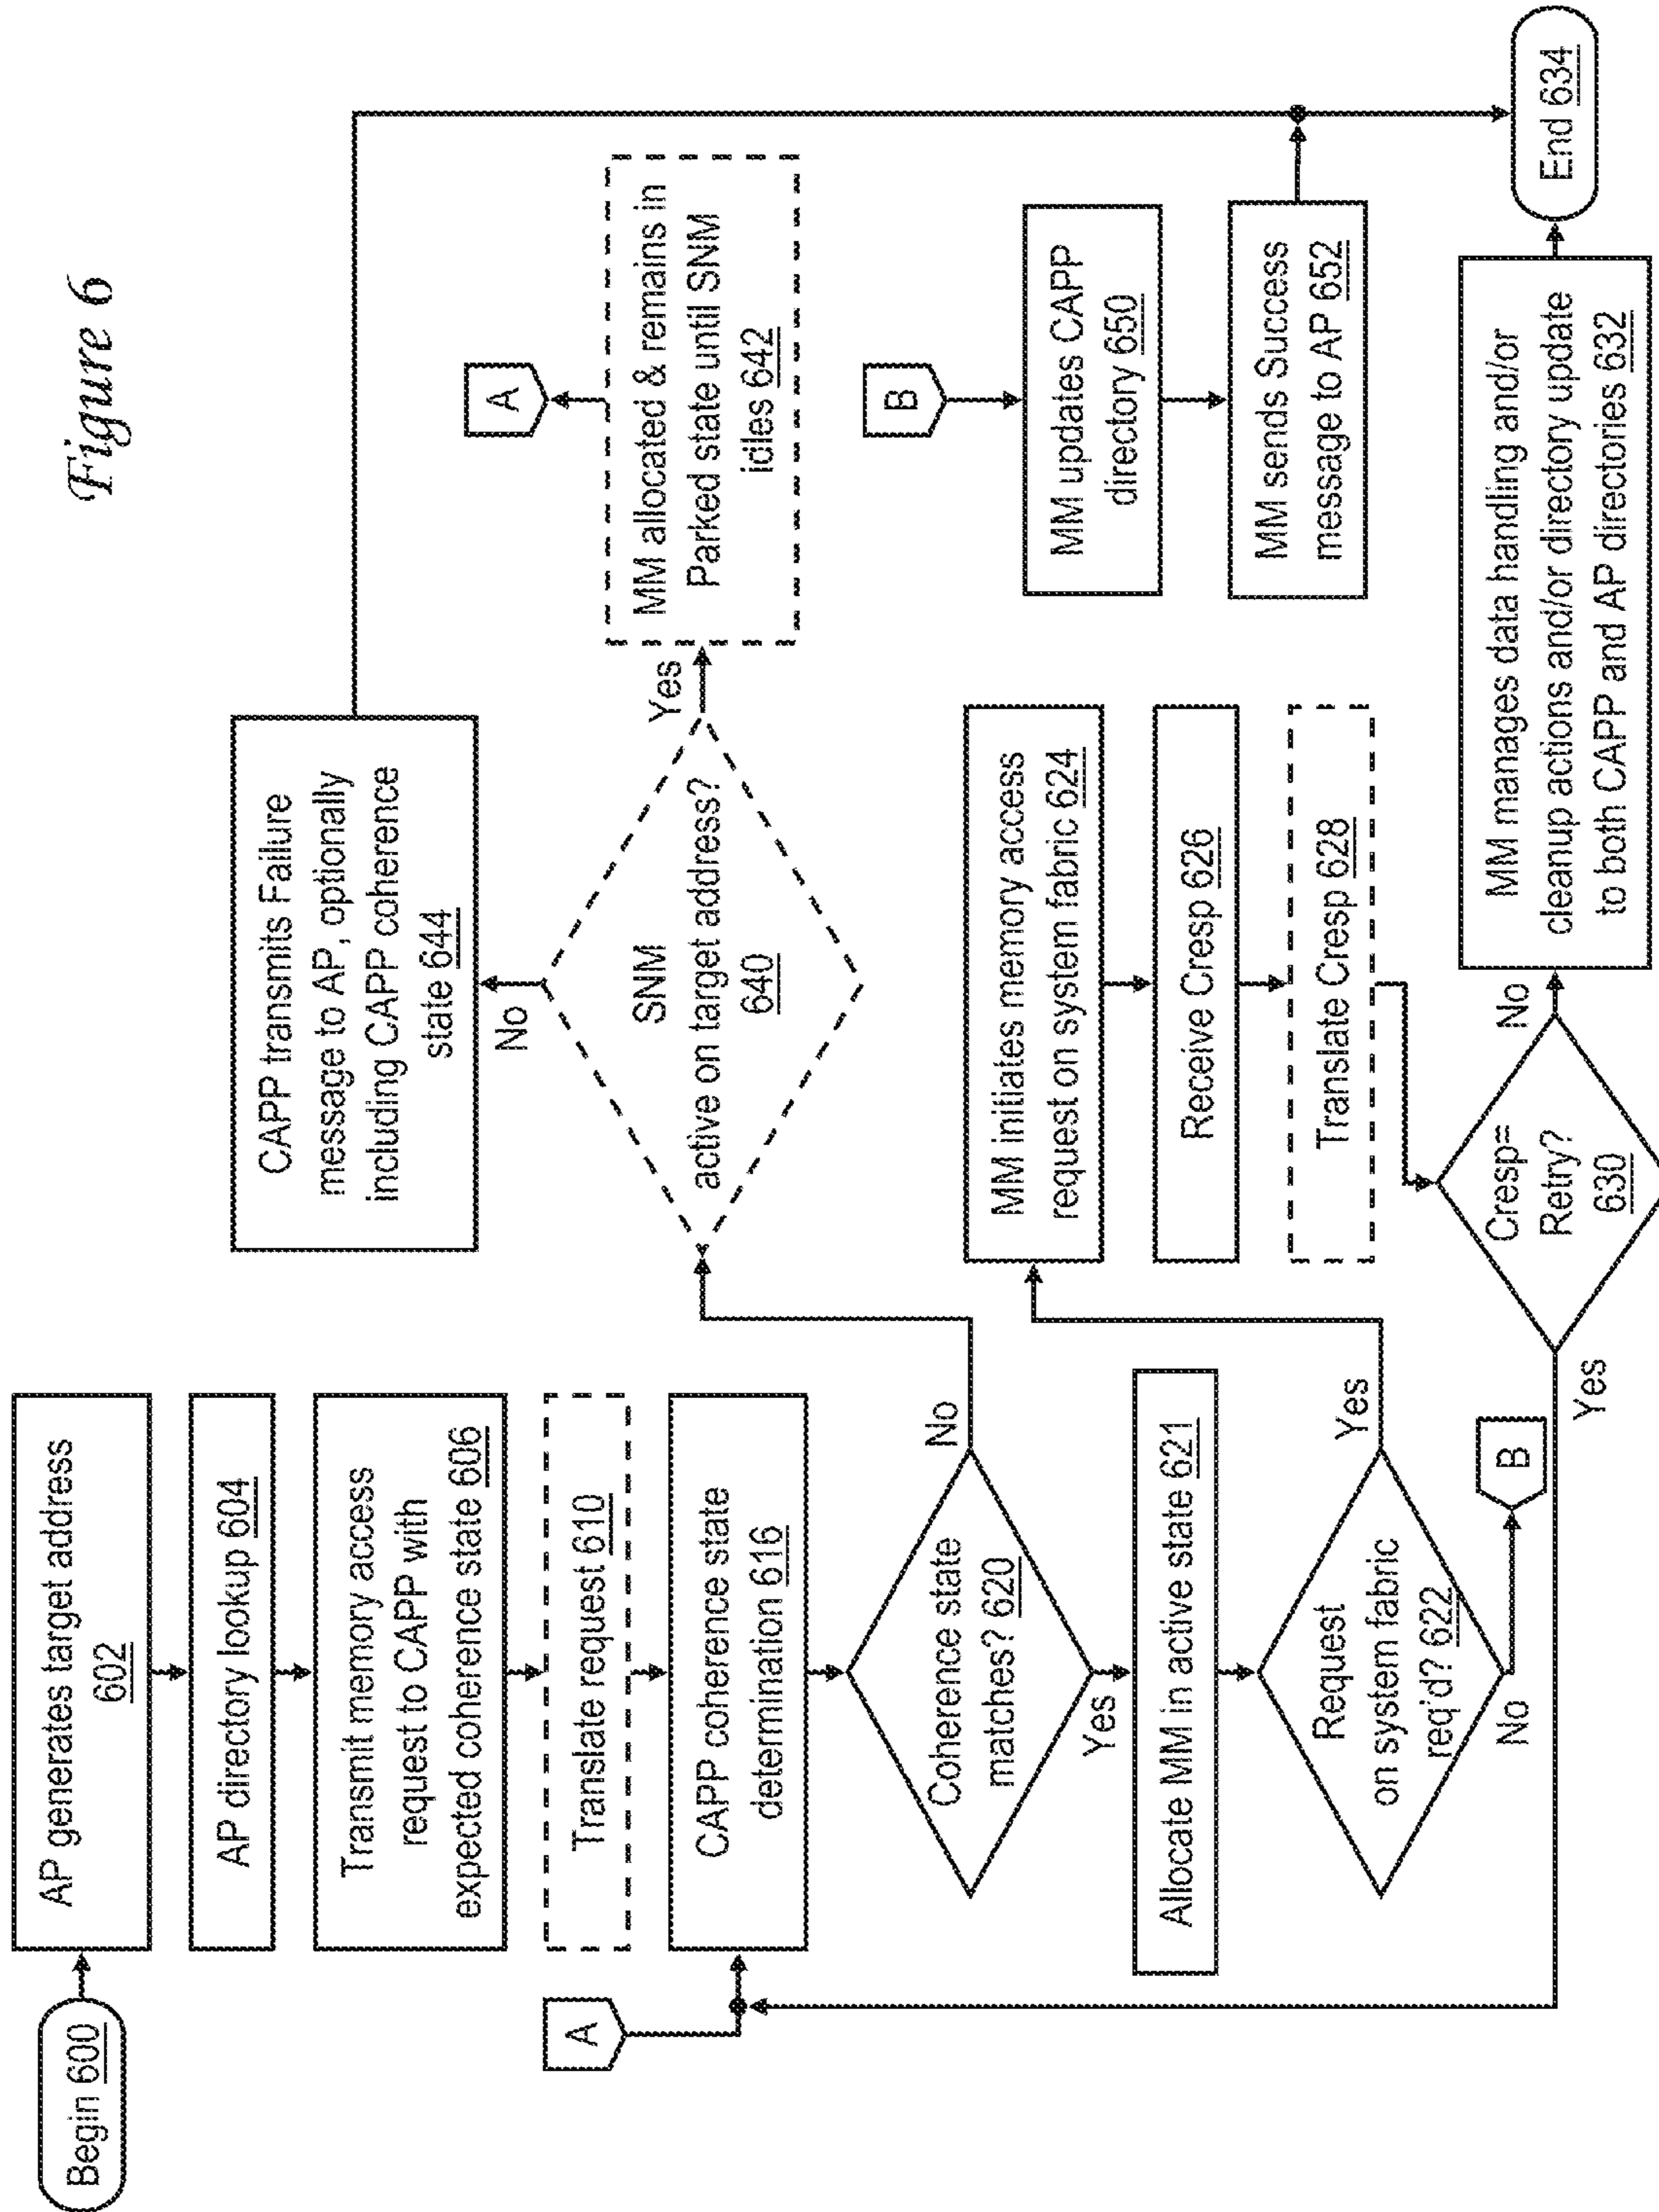 Figure 6
Begin 600
AP generates target address
602
AP directory lookup 604
Transmit memory access
request to CAPP with
expected coherence state 606
Translate request 610
A
CAPP coherence state
determination 616
Coherence state
matches? 620
No
Yes
Allocate MM in active state 621
Request
on system fabric
req'd? 622
Yes
No
B
CAPP transmits Failure
message to AP, optionally
including CAPP coherence
state 644
No
SNM
active on target address?
640
Yes
MM allocated & remains in
Parked state until SNM
idles 642
A
MM initiates memory access
request on system fabric 624
Receive Cresp 626
Translate Cresp 628
Cresp=
Retry?
630
Yes
No
B
MM updates CAPP
directory 650
MM sends Success
message to AP 652
MM manages data handling and/or
cleanup actions and/or directory update
to both CAPP and AP directories 632
End 634